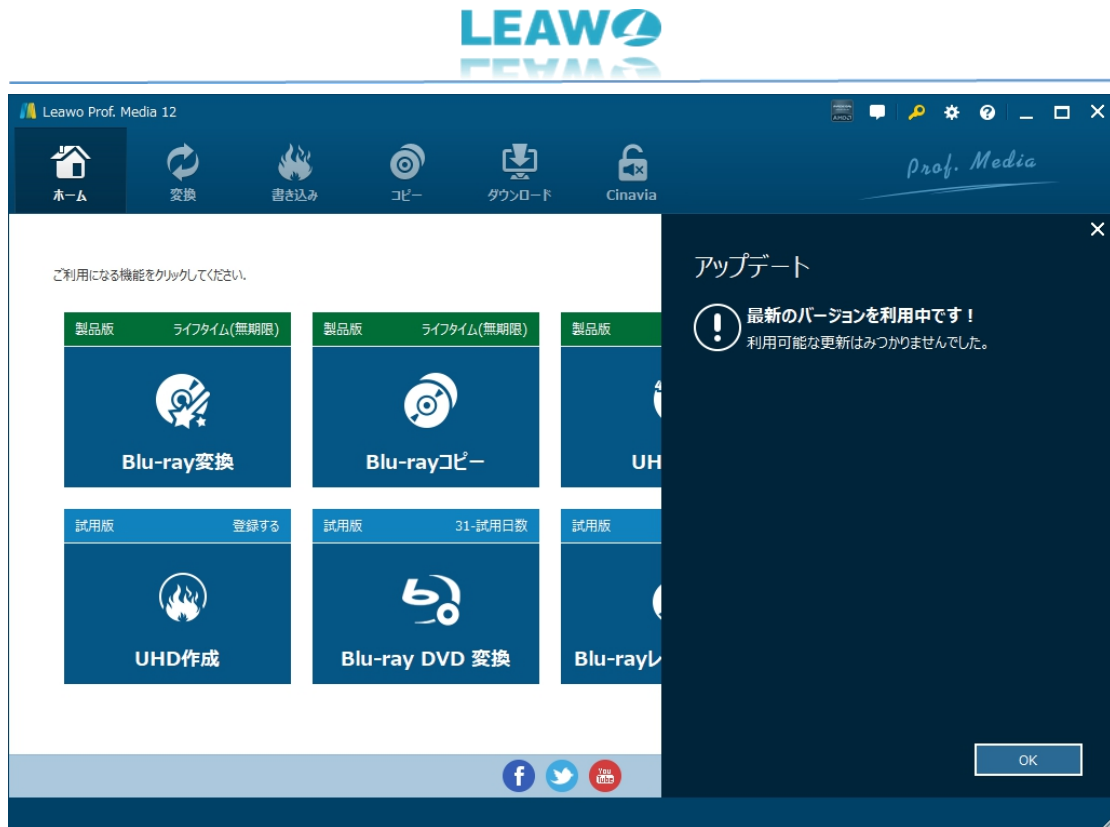 LEAWO
Leawo Prof. Media 12
ホーム
変換
書き込み
コピー
ダウンロード
Cinavia
Prof. Media
ご利用になる機能をクリックしてください.
製品版 ライフタイム(無期限)
製品版 ライフタイム(無期限)
製品版
Blu-ray変換
Blu-rayコピー
UH
試用版 登録する
試用版 31-試用日数
試用版
UHD作成
Blu-ray DVD 変換
Blu-rayレ
アップデート
最新のバージョンを利用中です！
利用可能な更新はみつかりませんでした。
OK
You
Tube